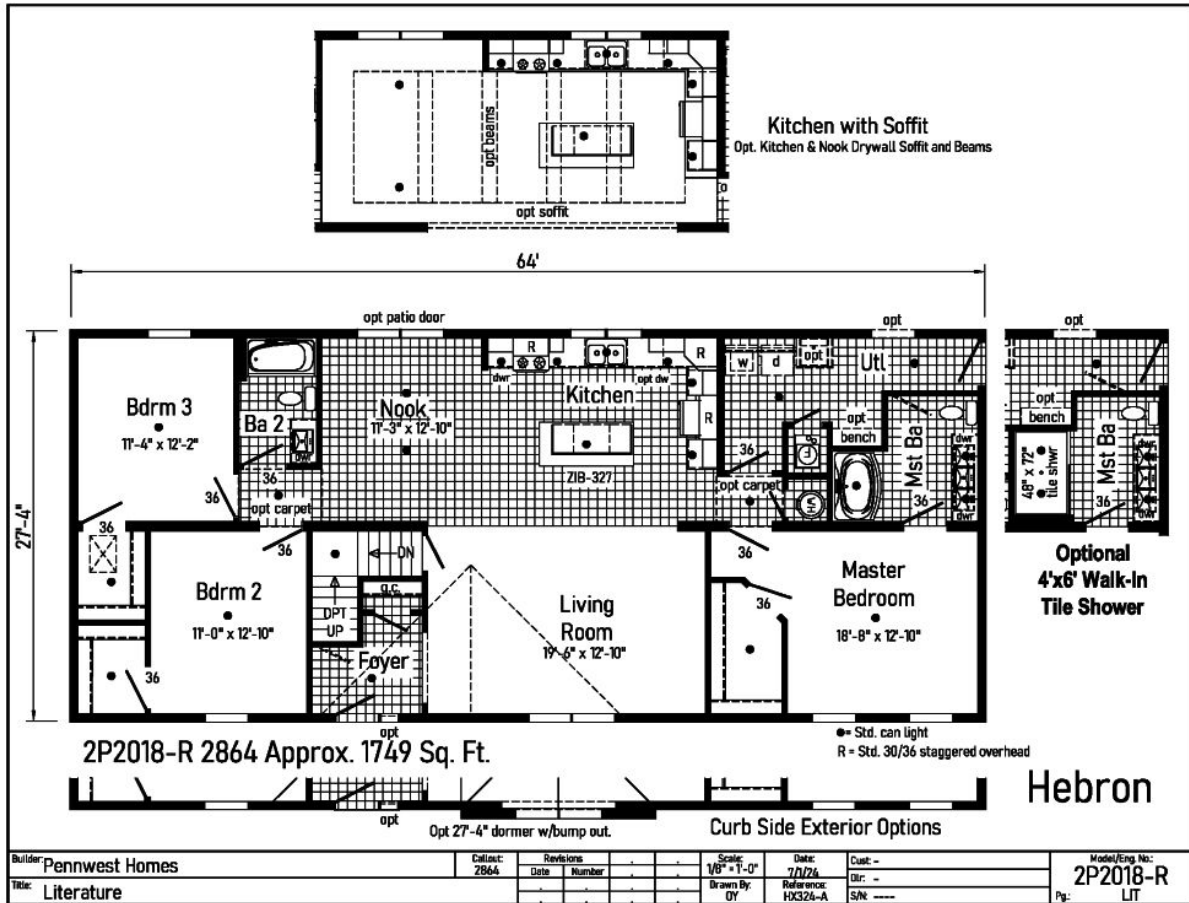 Kitchen with Soffit
Opt. Kitchen & Nook Drywall Soffit and Beams
opt beams
opt soffit
64'
27'-4"
opt patio door
opt
opt
Bdrm 3
11'-4" x 12'-2"
Ba 2
dwr
36
36
opt carpet
Nook
11'-3" x 12'-10"
R
dwr
opt dw
R
R
Kitchen
ZIB-327
w
d
opt
Utl
opt
bench
36
opt carpet
F
WH
Mst Ba
dwr
dwr
36
opt
bench
48" x 72"
tile shwr
Mst Ba
dwr
dwr
36
Optional
4'x6' Walk-In
Tile Shower
36
36
Bdrm 2
11'-0" x 12'-10"
36
DN
OPT
UP
g.c.
Foyer
Living
Room
19'-6" x 12'-10"
36
36
Master
Bedroom
18'-8" x 12'-10"
opt
2P2018-R 2864 Approx. 1749 Sq. Ft.
●= Std. can light
R = Std. 30/36 staggered overhead
Hebron
opt
Opt 27'-4" dormer w/bump out.
Curb Side Exterior Options
Builder: Pennwest Homes
Title: Literature
Callout:
2864
Revisions
Date Number
Scale:
1/8" = 1'-0"
Drawn By:
OY
Date:
7/1/24
Reference:
HX324-A
Cust: -
Dlr: -
S/N: ----
Model/Eng. No.:
2P2018-R
Pg.: LIT